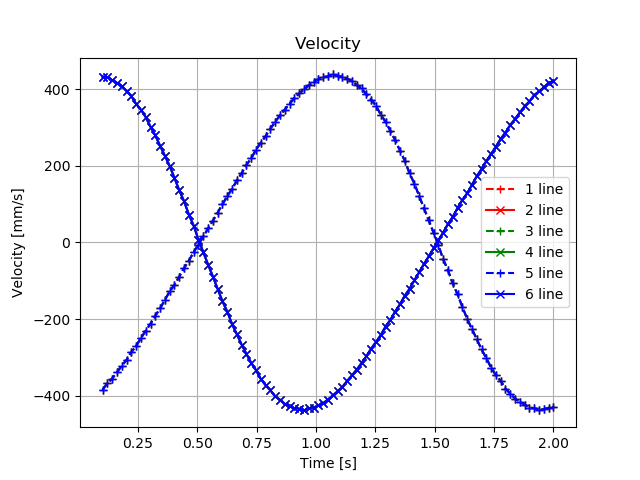 Velocity
Velocity [mm/s]
400
200
0
−200
−400
1 line
2 line
3 line
4 line
5 line
6 line
0.25 0.50 0.75 1.00 1.25 1.50 1.75 2.00
Time [s]